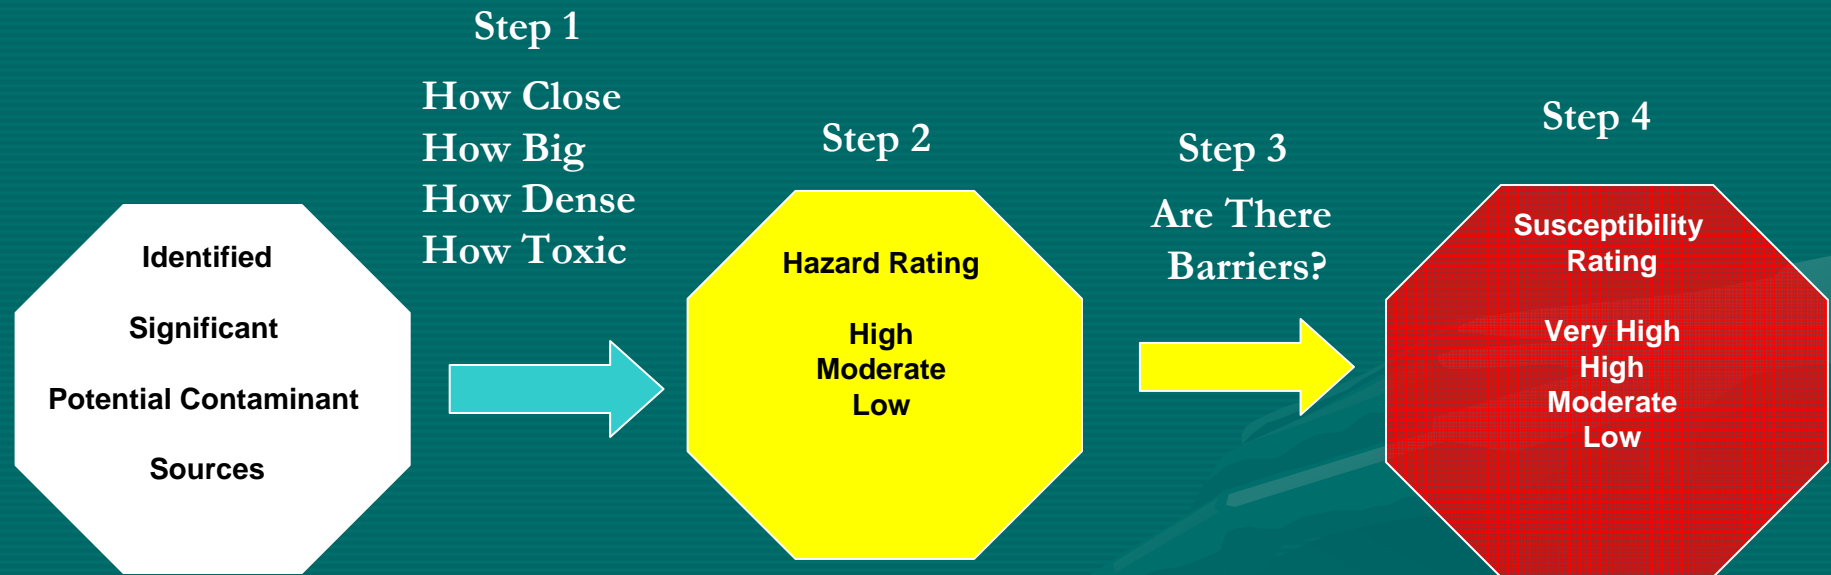 Step 1
How Close
How Big
How Dense
How Toxic
Identified
Significant
Potential Contaminant
Sources
Step 2
Hazard Rating
High
Moderate
Low
Step 3
Are There
Barriers?
Step 4
Susceptibility
Rating
Very High
High
Moderate
Low